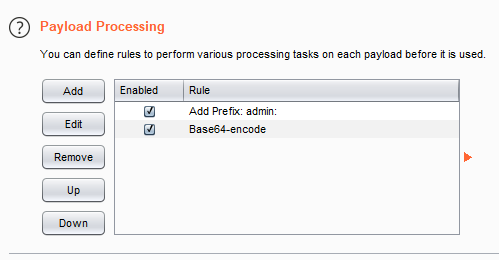 ? Payload Processing
You can define rules to perform various processing tasks on each payload before it is used.
Add
Enabled Rule
Edit
Add Prefix: admin:
Base64-encode
Remove
Up
Down